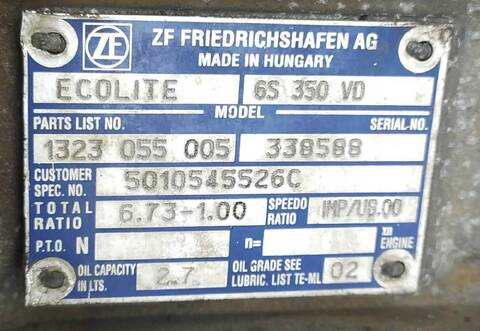 ZF FRIEDRICHSHAFEN AG
MADE IN HUNGARY
ECOLITE 6S 350 VD
MODEL
PARTS LIST NO. SERIAL-NO.
1323 055 005 338588
CUSTOMER SPEC. NO. 5010545526C
TOTAL RATIO 6.73-1.00 SPEEDO RATIO IMP/UG.00
P.T.O. N n= X ENGINE
OIL CAPACITY IN LTS. 2.7 OIL GRADE SEE LUBRIC. LIST TE-ML 02